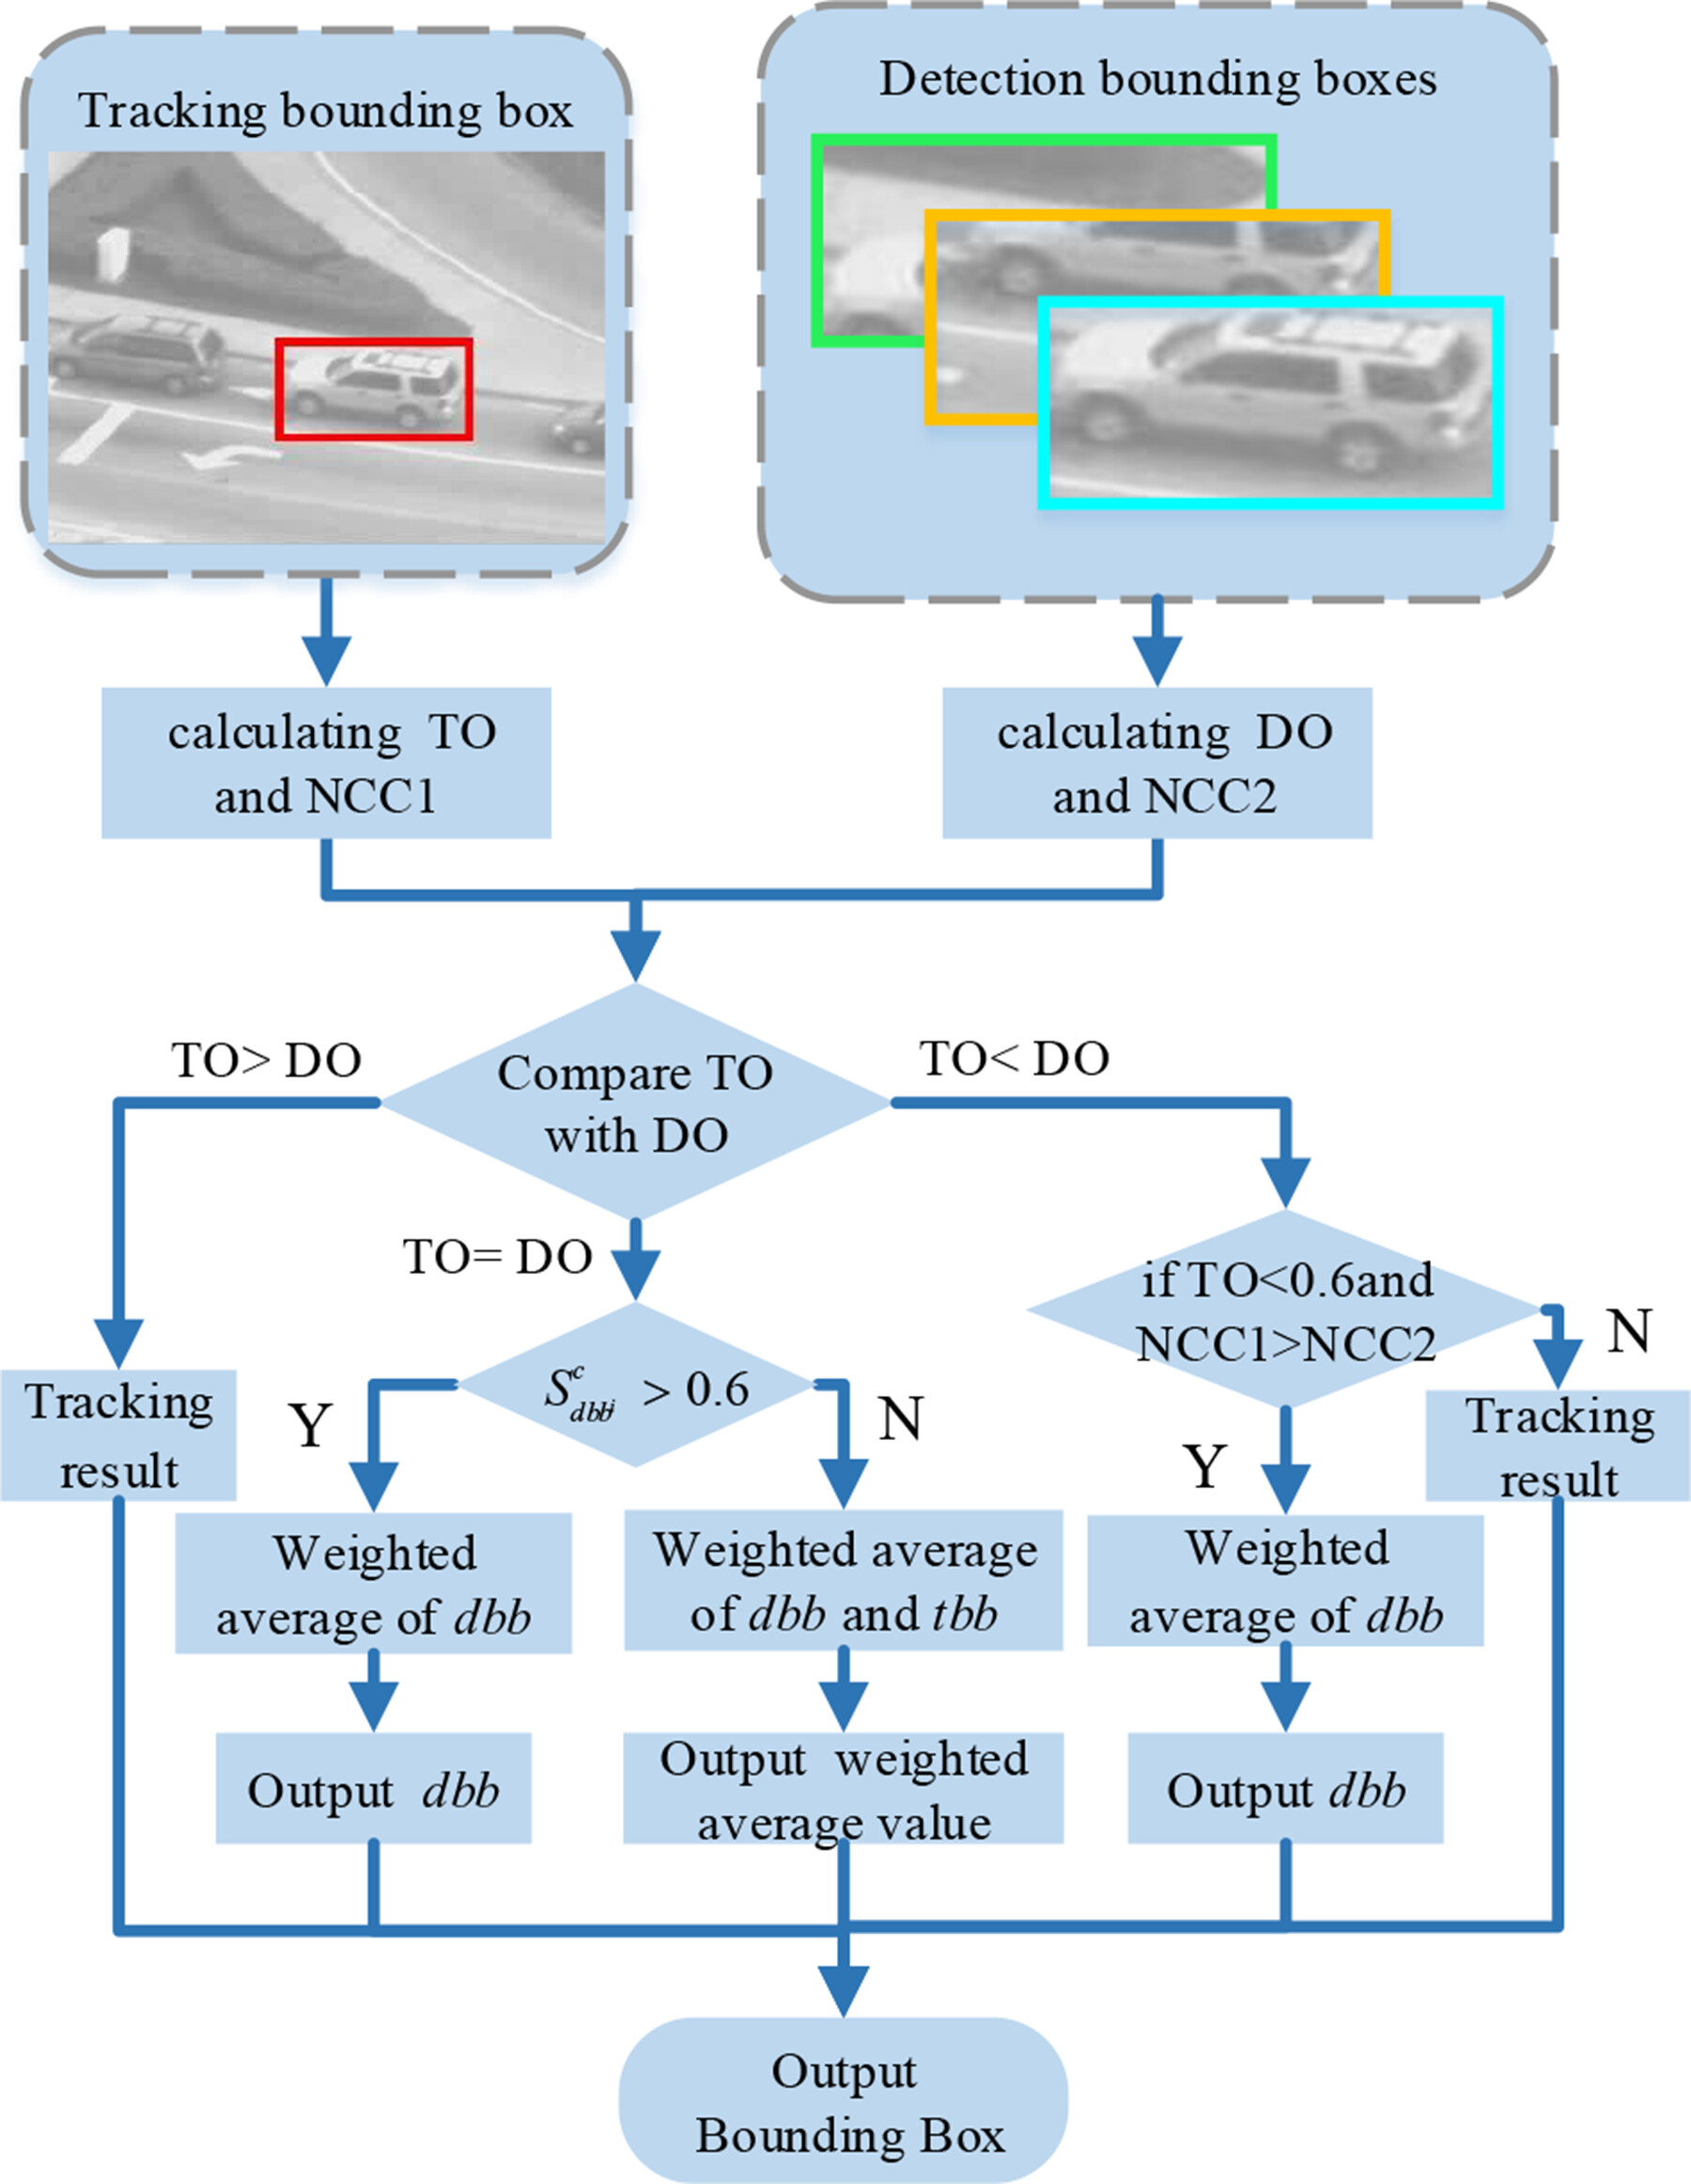 Tracking bounding box
Detection bounding boxes
calculating TO
and NCC1
calculating DO
and NCC2
Compare TO
with DO
TO> DO
TO< DO
TO= DO
if TO<0.6and
NCC1>NCC2
N
S^c_dbb^i > 0.6
Y
N
Y
Tracking
result
Tracking
result
Weighted
average of dbb
Weighted average
of dbb and tbb
Weighted
average of dbb
Output dbb
Output weighted
average value
Output dbb
Output
Bounding Box